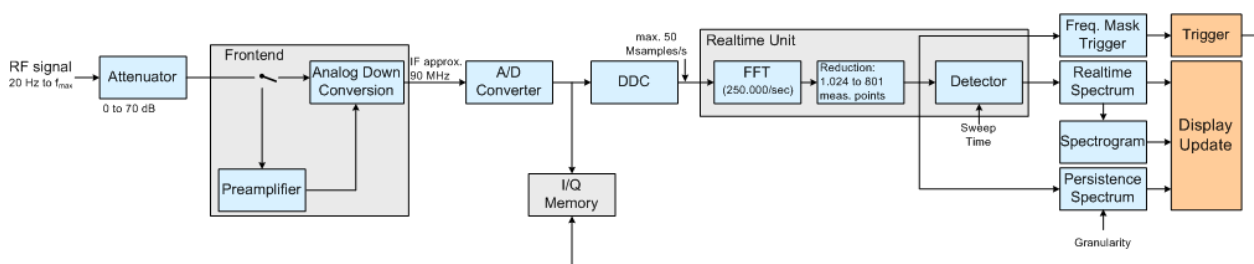 RF signal
20 Hz to fmax
Attenuator
0 to 70 dB
Frontend
Analog Down
Conversion
Preamplifier
IF approx.
90 MHz
A/D
Converter
I/Q
Memory
DDC
max. 50
Msamples/s
Realtime Unit
FFT
(250.000/sec)
Reduction:
1.024 to 801
meas. points
Detector
Sweep
Time
Freq. Mask
Trigger
Trigger
Realtime
Spectrum
Spectrogram
Persistence
Spectrum
Granularity
Display
Update